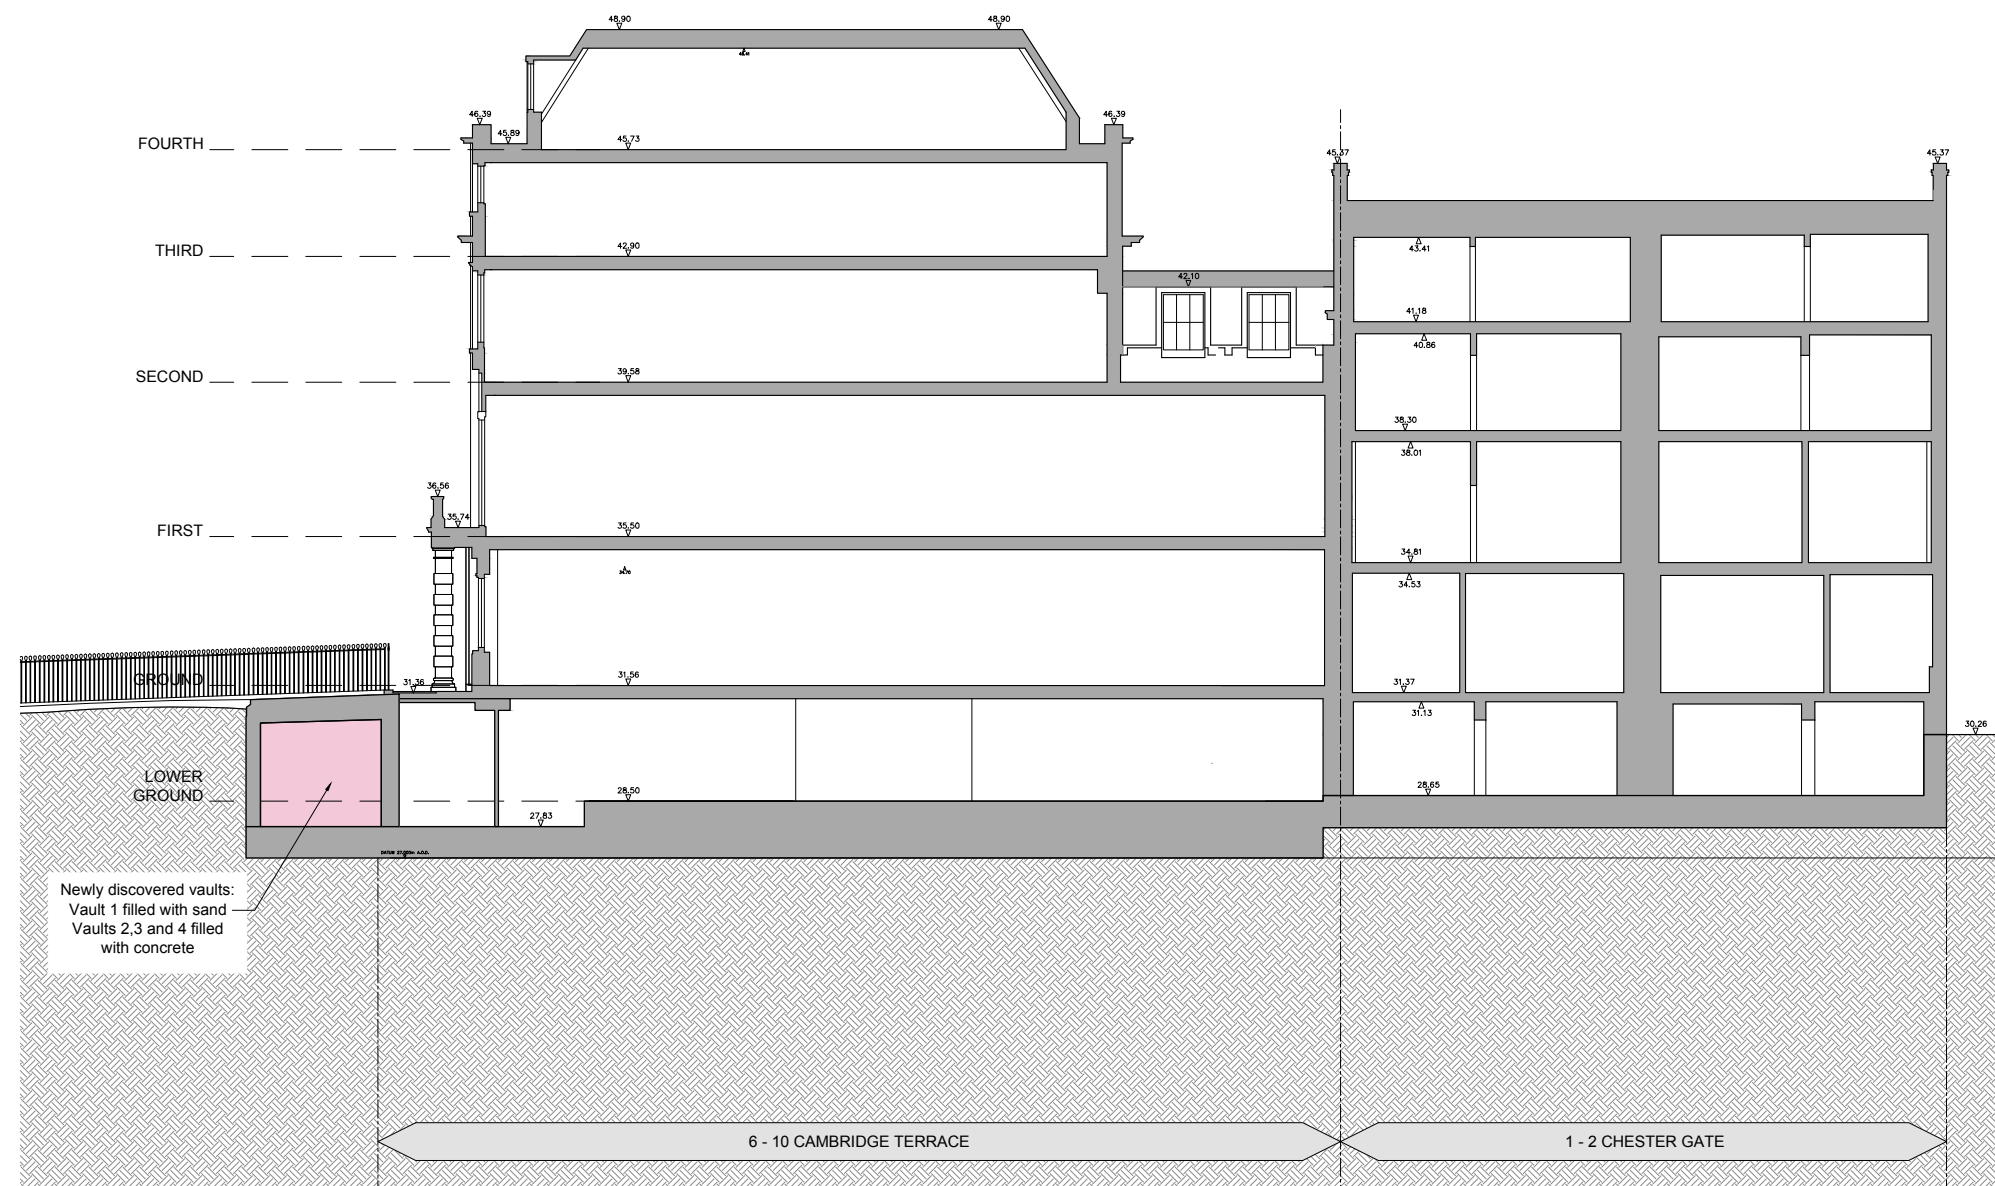 48.90 48.90
46.39 46.39
45.89
FOURTH 45.73
45.37 45.37
THIRD 42.90
43.41
42.10
41.18
40.86
SECOND 39.58
38.30
38.01
36.56
35.74
FIRST 35.50
34.81
34.53
GROUND 31.36 31.56
31.37
31.13
30.26
LOWER
GROUND 28.50
28.65
27.83
DATUM 27.000m A.O.D.
Newly discovered vaults:
Vault 1 filled with sand
Vaults 2,3 and 4 filled
with concrete
6 - 10 CAMBRIDGE TERRACE
1 - 2 CHESTER GATE